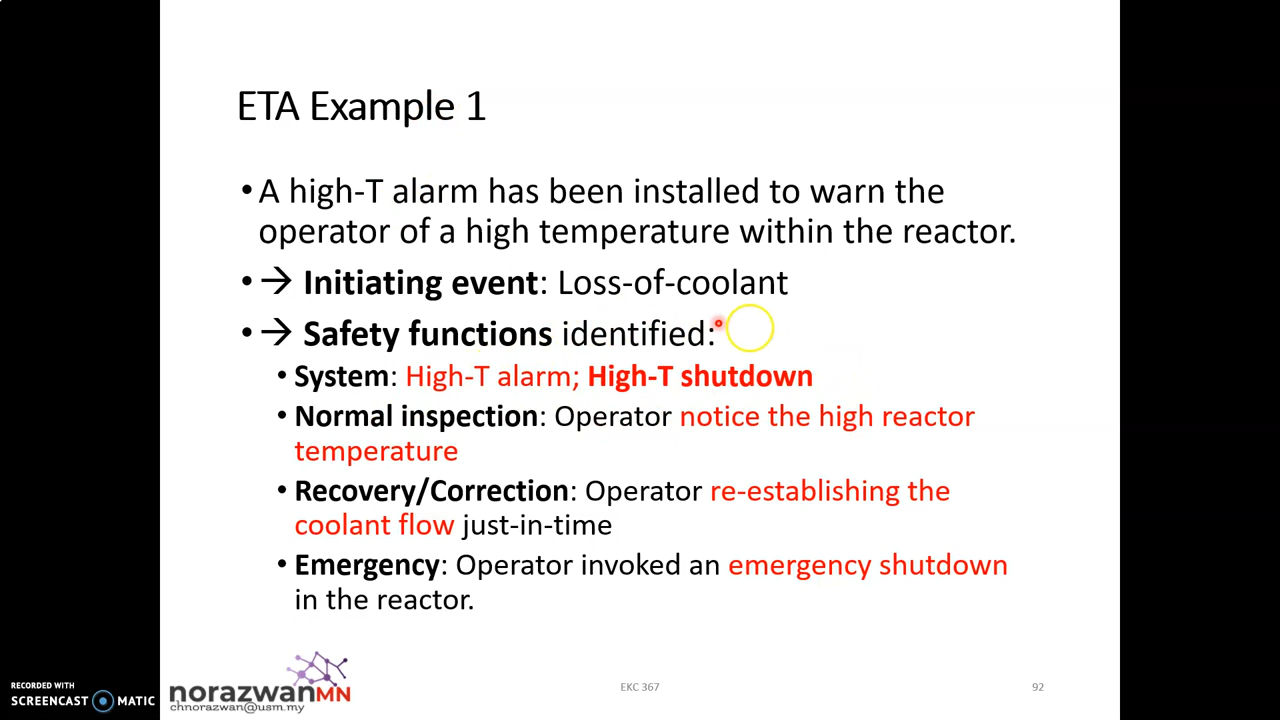 ETA Example 1
• A high-T alarm has been installed to warn the
operator of a high temperature within the reactor.
• → Initiating event: Loss-of-coolant
• → Safety functions identified:
• System: High-T alarm; High-T shutdown
• Normal inspection: Operator notice the high reactor
temperature
• Recovery/Correction: Operator re-establishing the
coolant flow just-in-time
• Emergency: Operator invoked an emergency shutdown
in the reactor.
RECORDED WITH
SCREENCAST MATIC
norazwanMN
chnorazwan@usm.my
EKC 367
92